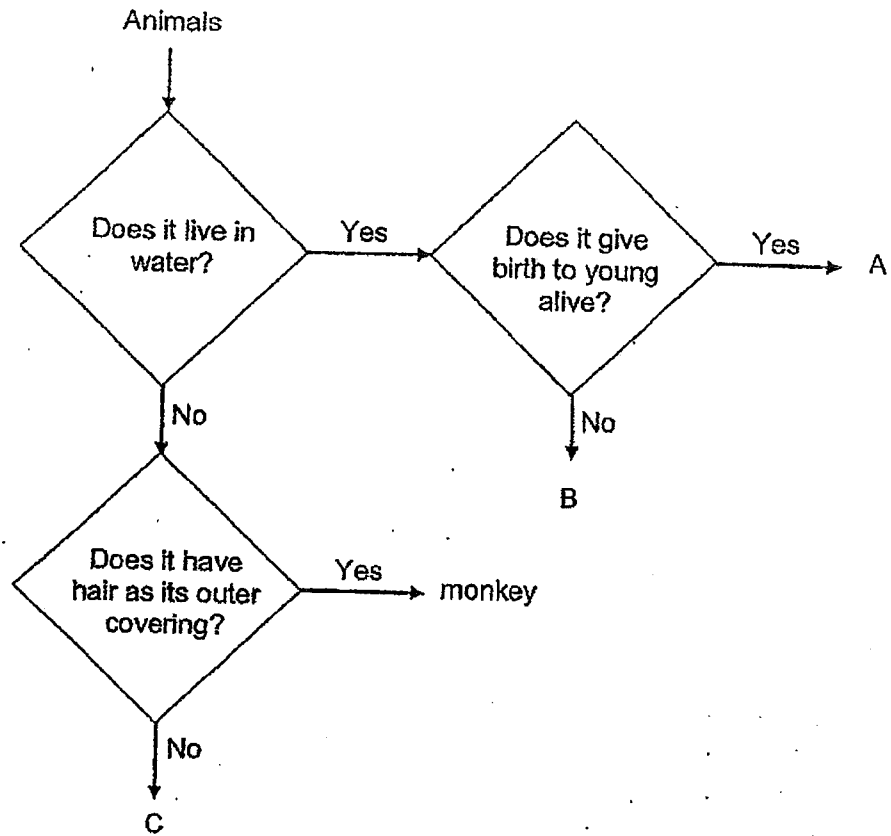 Animals
Does it live in
water?
Yes
Does it give
birth to young
alive?
Yes
A
No
No
B
Does it have
hair as its outer
covering?
Yes
monkey
No
C